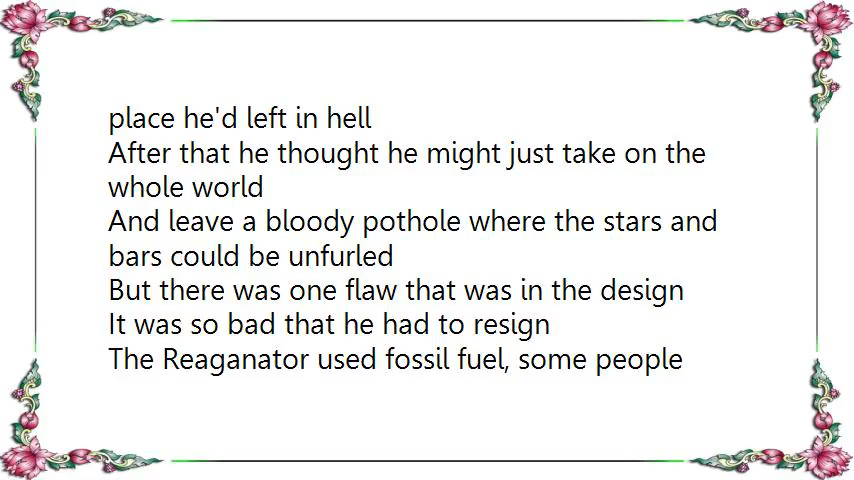 place he'd left in hell
After that he thought he might just take on the
whole world
And leave a bloody pothole where the stars and
bars could be unfurled
But there was one flaw that was in the design
It was so bad that he had to resign
The Reaganator used fossil fuel, some people